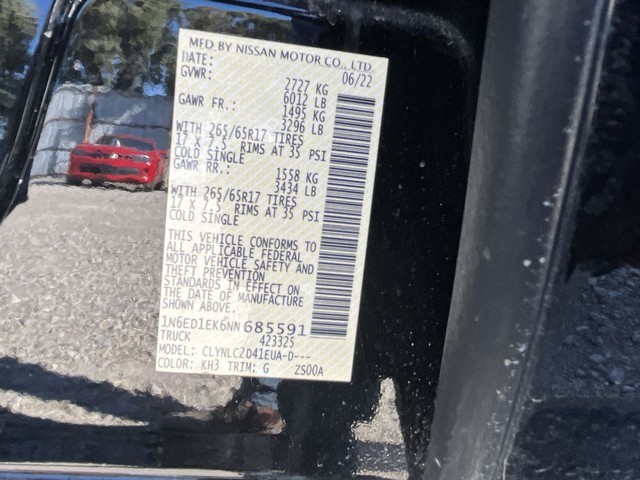 MFD BY NISSAN MOTOR CO., LTD
DATE: 06/22
GVWR: 2727 KG
6012 LB
GAWR FR.: 1495 KG
3296 LB
WITH 265/65R17 TIRES
17 X 7.5 RIMS AT 35 PSI
COLD SINGLE
GAWR RR.: 1558 KG
3434 LB
WITH 265/65R17 TIRES
17 X 7.5 RIMS AT 35 PSI
COLD SINGLE
THIS VEHICLE CONFORMS TO
ALL APPLICABLE FEDERAL
MOTOR VEHICLE SAFETY AND
THEFT PREVENTION
STANDARDS IN EFFECT ON
THE DATE OF MANUFACTURE
SHOWN ABOVE.
1N6ED1EK6NN685591
TRUCK 423325
MODEL: CLYNLC2D41EUA-D---
COLOR: KH3 TRIM: G 2S00A